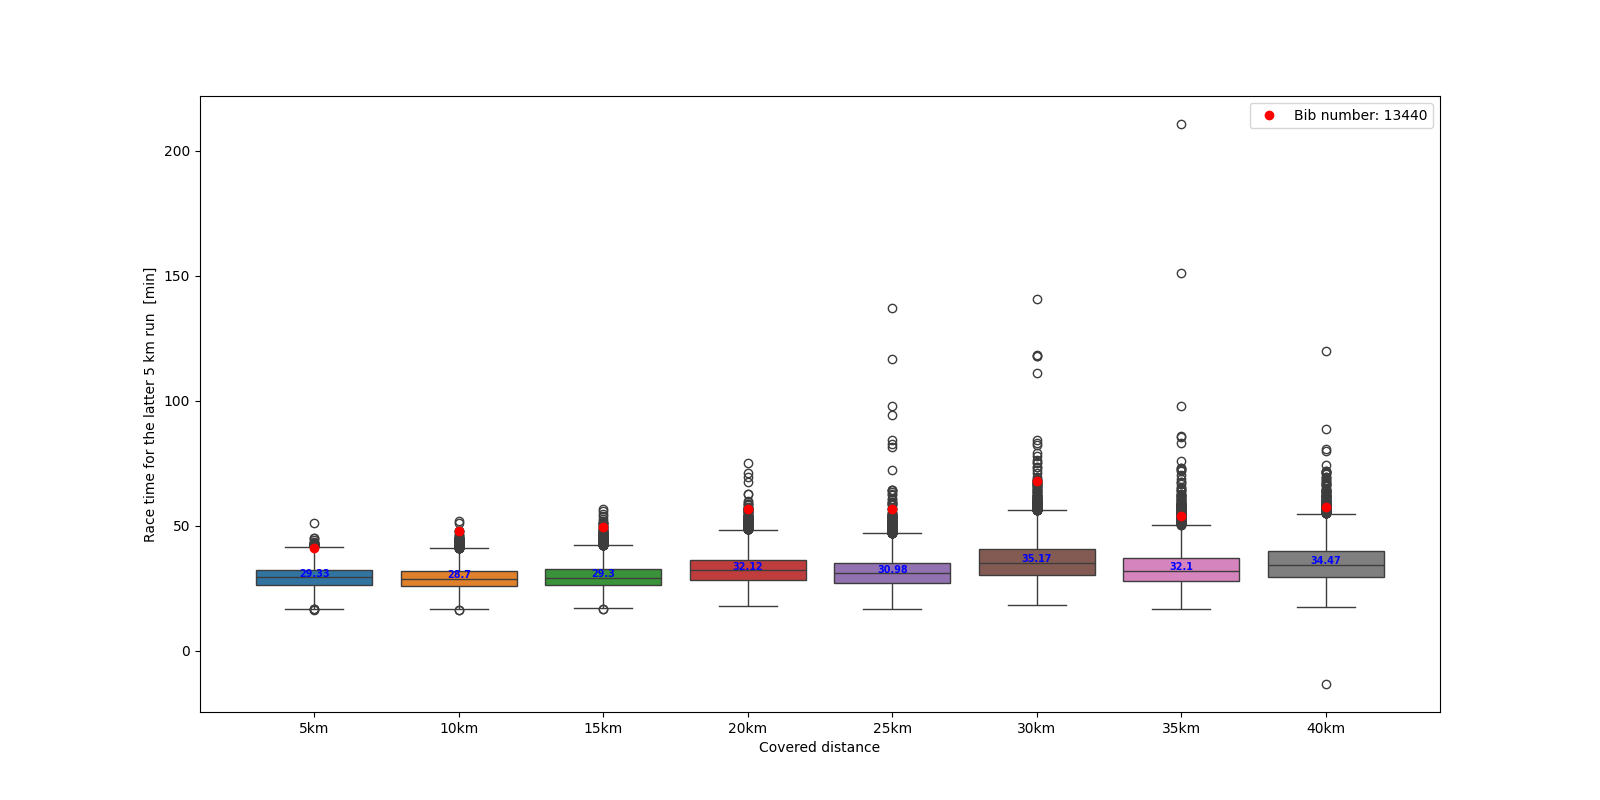 Bib number: 13440
Race time for the latter 5 km run [min]
200
150
100
50
0
29.33
28.7
29.3
32.12
30.98
35.17
32.1
34.47
5km
10km
15km
20km
25km
30km
35km
40km
Covered distance